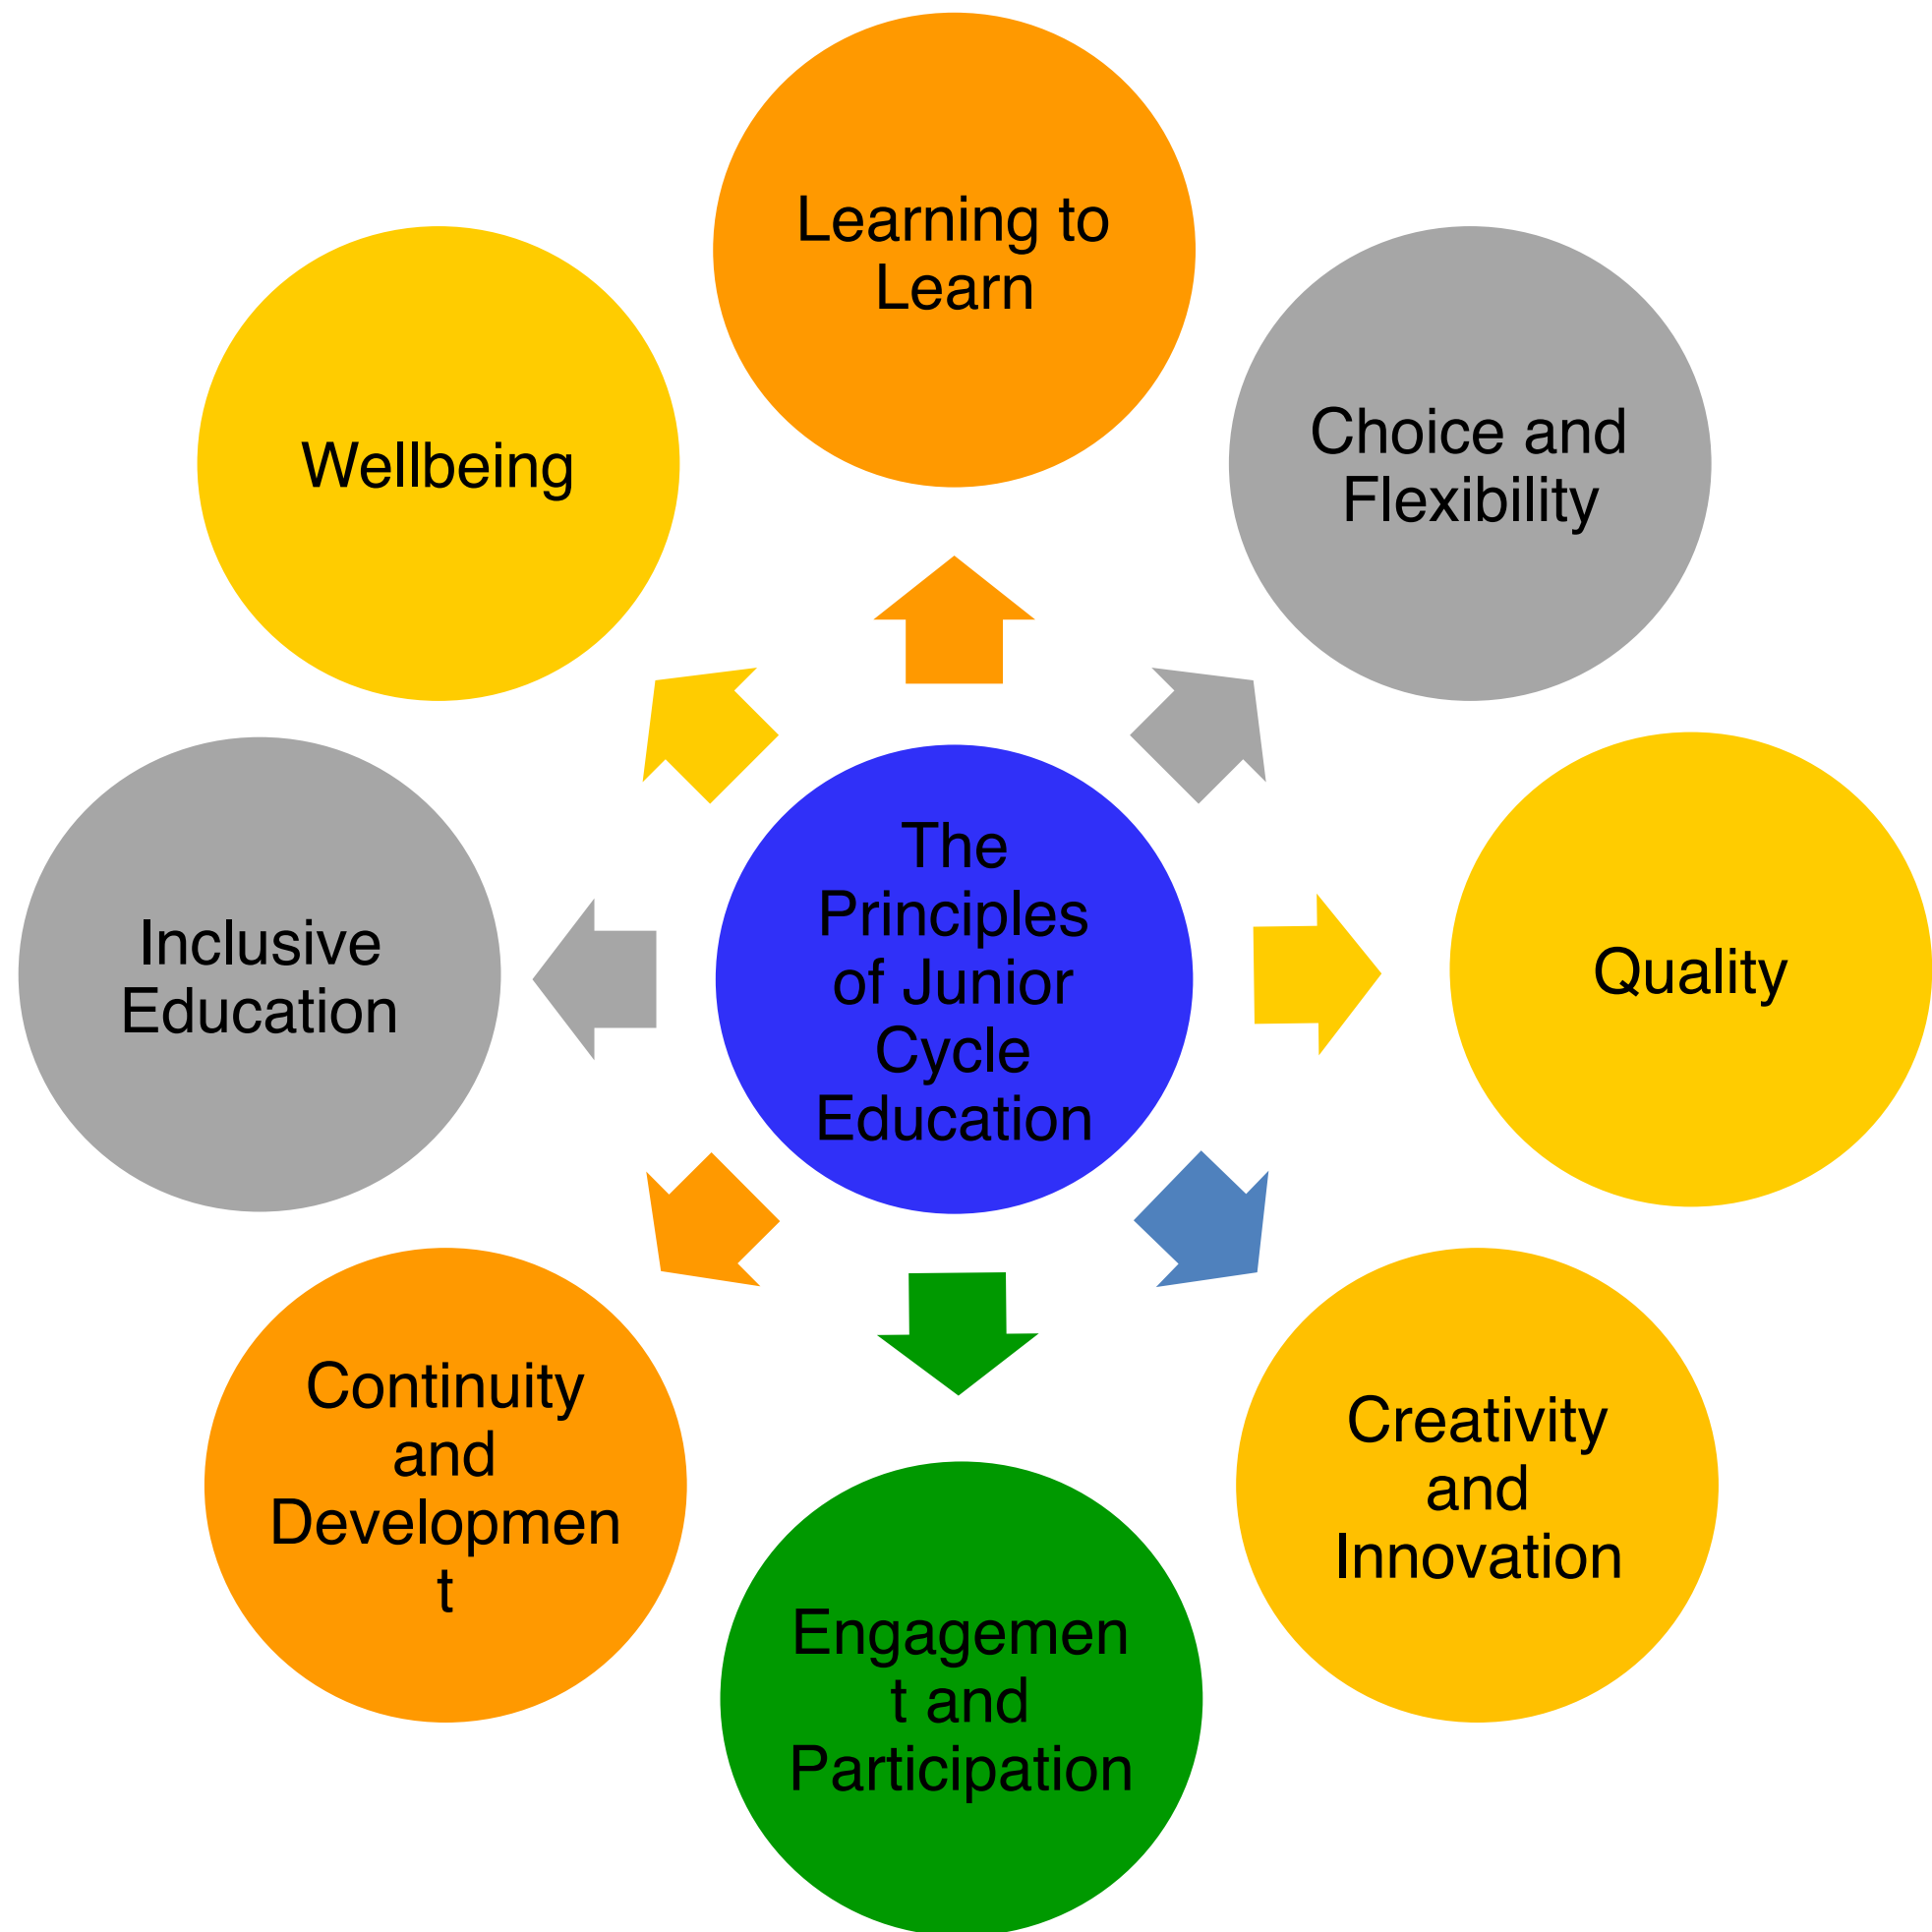 Learning to
Learn
Choice and
Flexibility
Quality
Creativity
and
Innovation
Engagemen
t and
Participation
Continuity
and
Developmen
t
Inclusive
Education
Wellbeing
The
Principles
of Junior
Cycle
Education